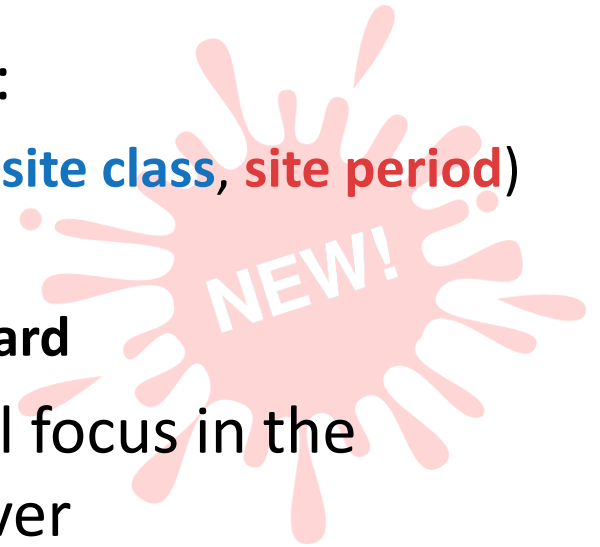 :
site class, site period)
NEW!
ard
l focus in the
ver